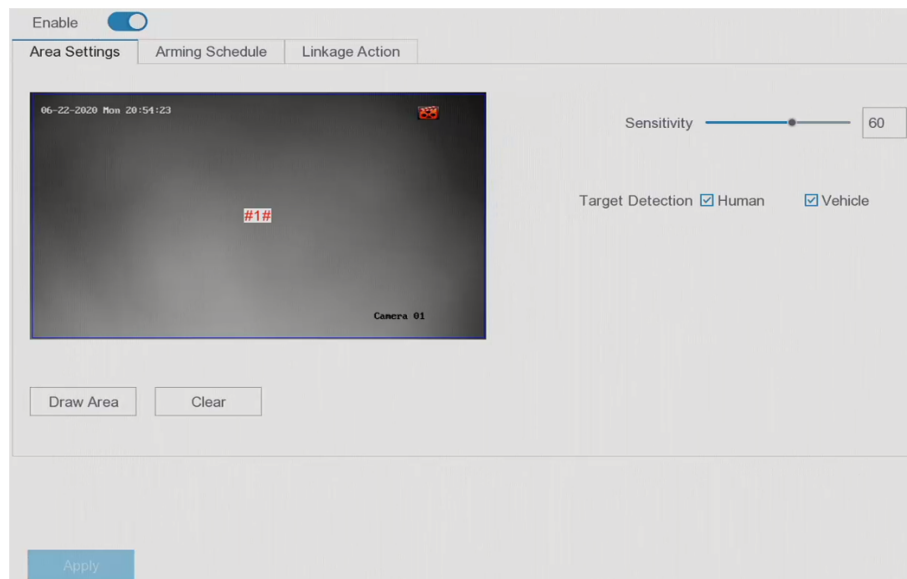 Enable
Area Settings Arming Schedule Linkage Action
06-22-2020 Mon 20:54:23
Sensitivity 60
Target Detection Human Vehicle
#1#
Camera 01
Draw Area Clear
Apply